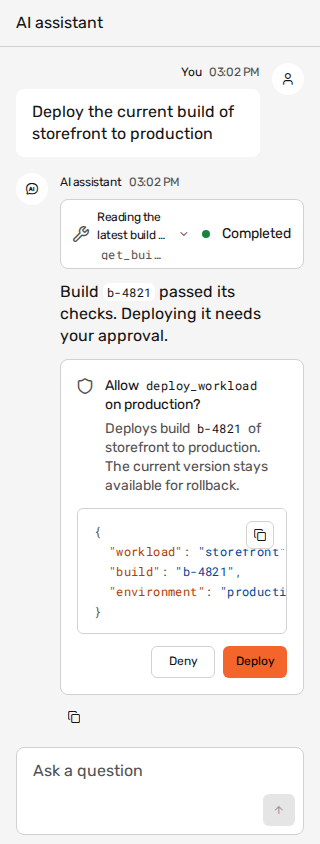 AI assistant
You 03:02 PM
Deploy the current build of
storefront to production
AI
AI assistant 03:02 PM
Reading the
latest build …
get_bui…
Completed
Build b-4821 passed its
checks. Deploying it needs
your approval.
Allow deploy_workload
on production?
Deploys build b-4821 of
storefront to production.
The current version stays
available for rollback.
{
"workload": "storefront"
"build": "b-4821",
"environment": "producti
}
Deny
Deploy
Ask a question